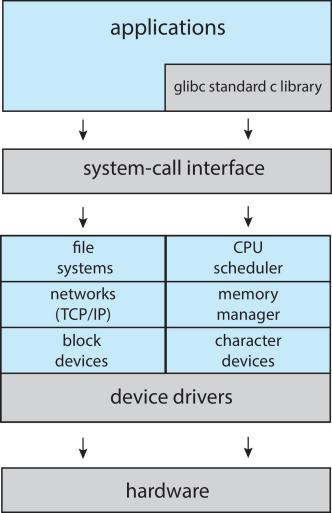 applications
glibc standard c library
system-call interface
file
systems
CPU
scheduler
networks
(TCP/IP)
memory
manager
block
devices
character
devices
device drivers
hardware